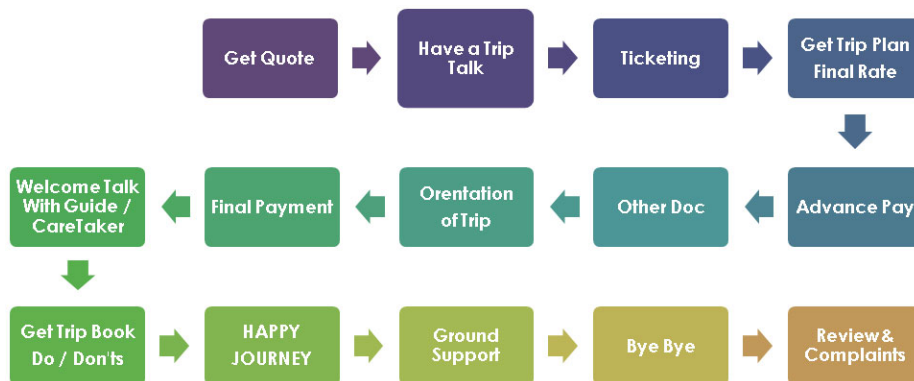 Get Quote
Have a Trip
Talk
Ticketing
Get Trip Plan
Final Rate
Advance Pay
Other Doc
Orentation
of Trip
Final Payment
Welcome Talk
With Guide /
CareTaker
Get Trip Book
Do / Don'ts
HAPPY
JOURNEY
Ground
Support
Bye Bye
Review &
Complaints